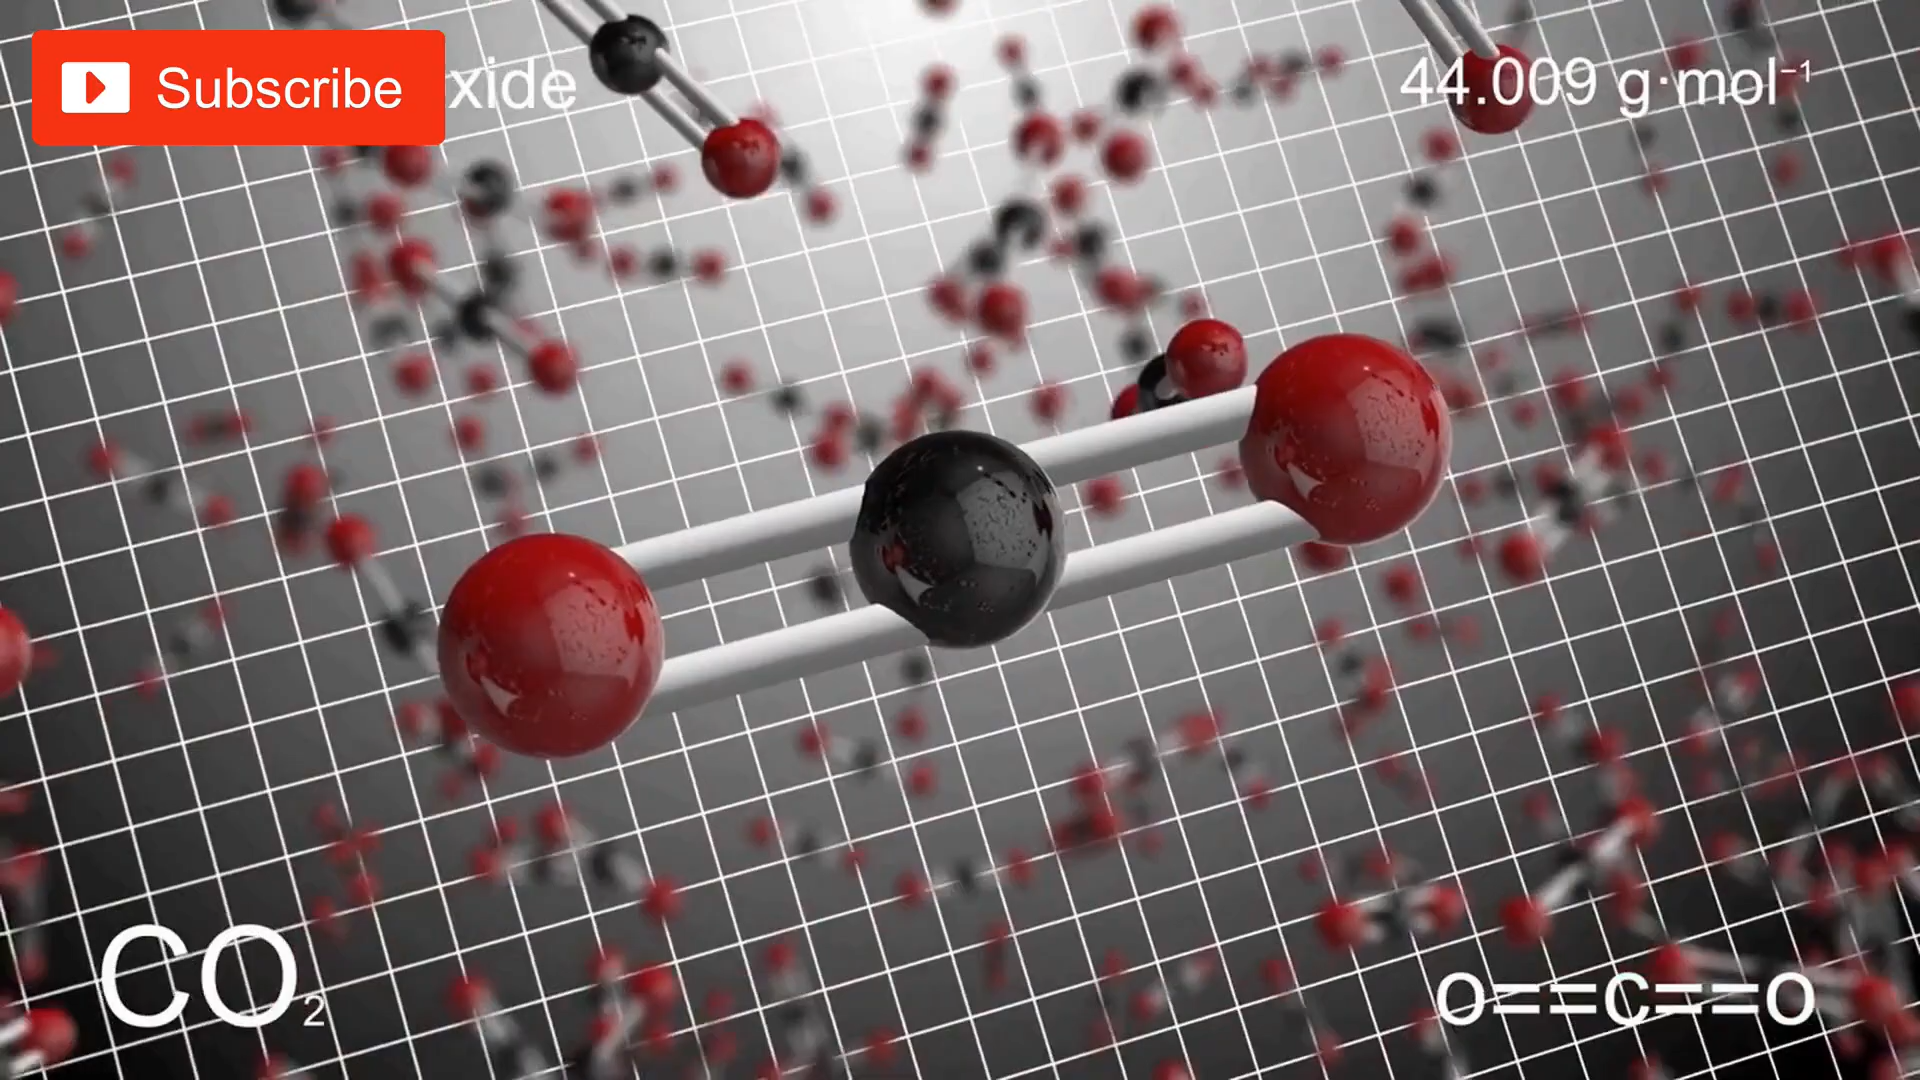 Subscribe
xide
44.009 g·mol⁻¹
CO₂
O==C==O